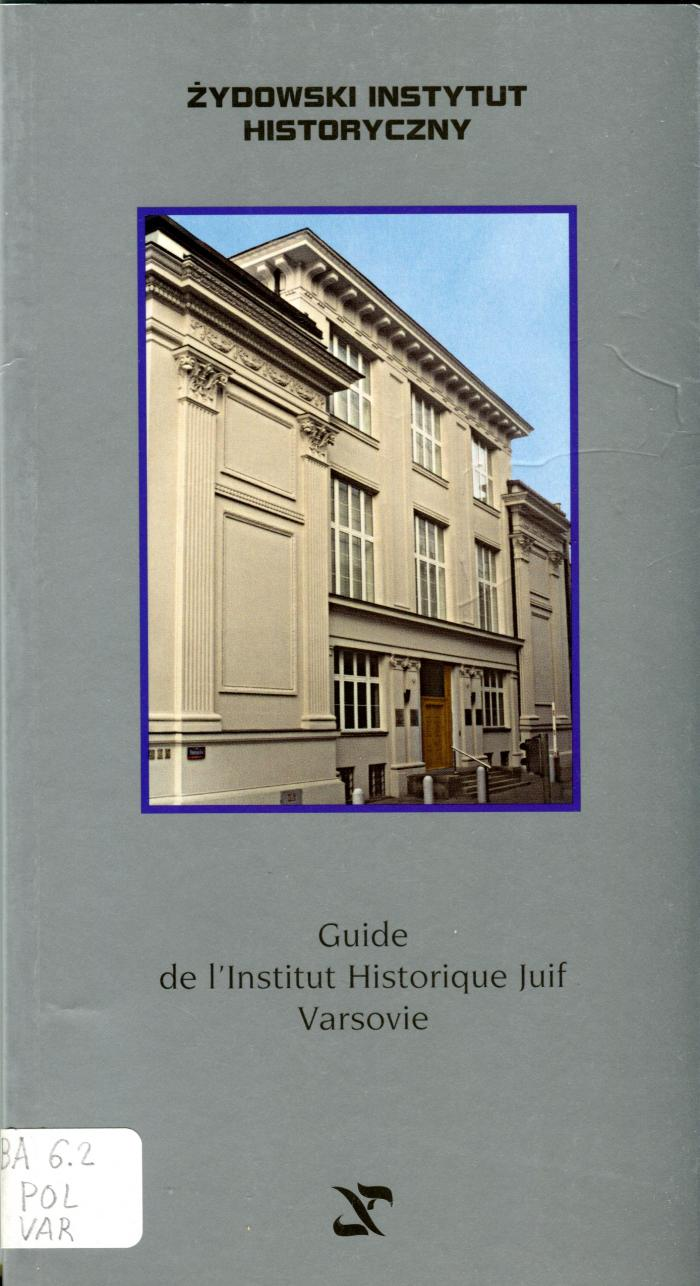 ŻYDOWSKI INSTYTUT
HISTORYCZNY
Guide
de l'Institut Historique Juif
Varsovie
BA 6.2
POL
VAR
א